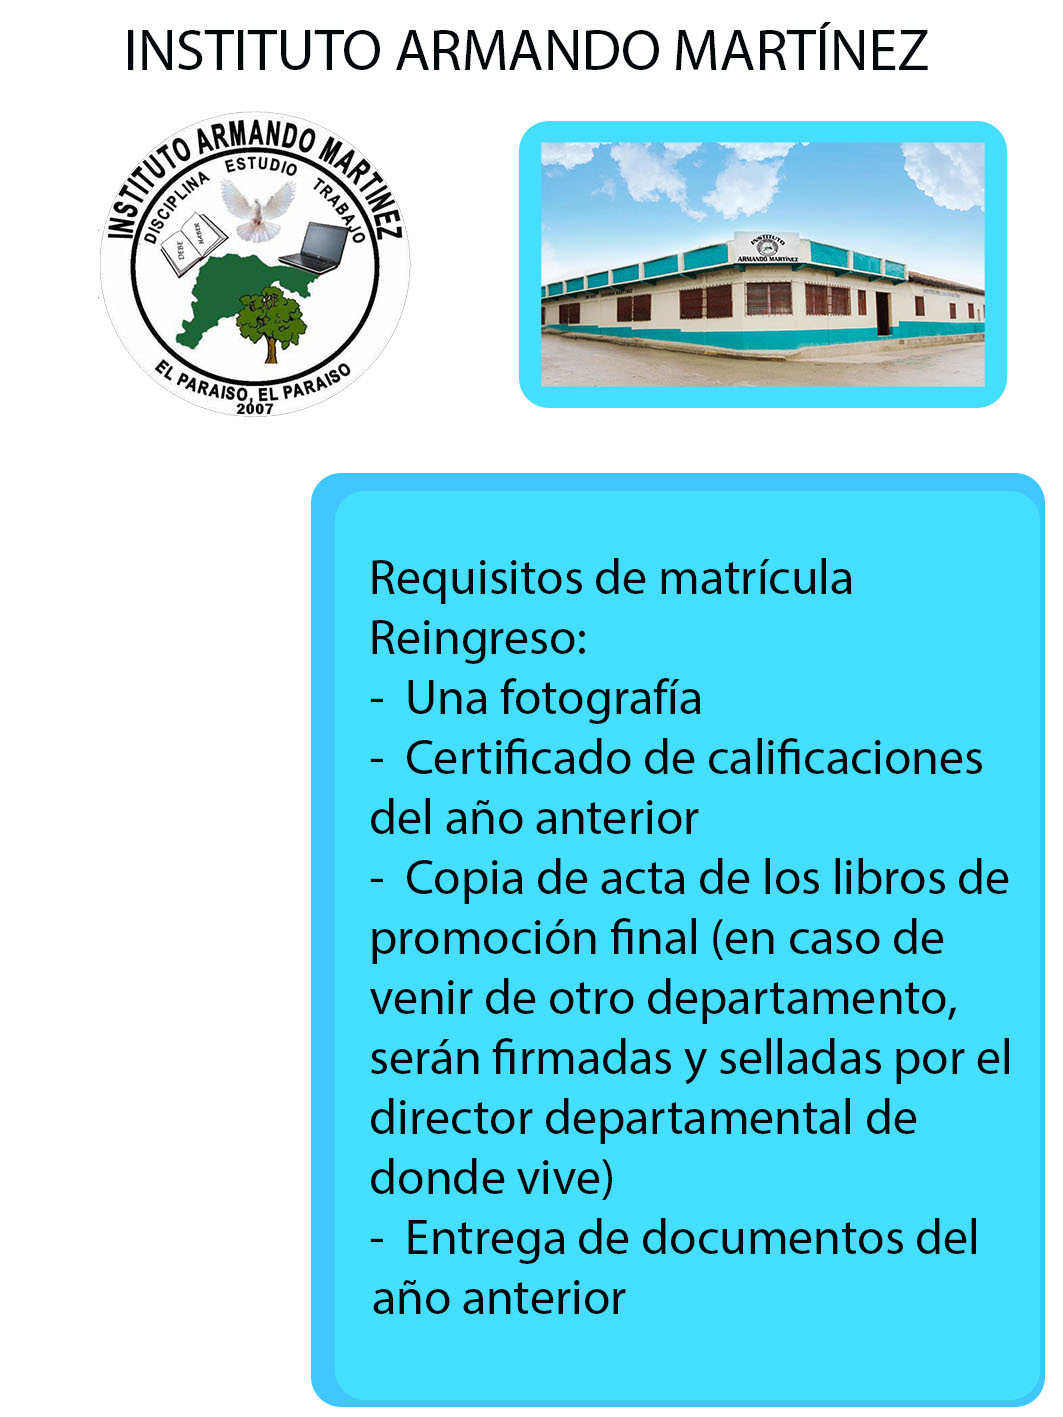 INSTITUTO ARMANDO MARTÍNEZ
INSTITUTO ARMANDO MARTINEZ
DISCIPLINA ESTUDIO TRABAJO
DEBE
HABER
EL PARAISO, EL PARAISO
2007
INSTITUTO
ARMANDO MARTÍNEZ
Requisitos de matrícula
Reingreso:
- Una fotografía
- Certificado de calificaciones
del año anterior
- Copia de acta de los libros de
promoción final (en caso de
venir de otro departamento,
serán firmadas y selladas por el
director departamental de
donde vive)
- Entrega de documentos del
año anterior